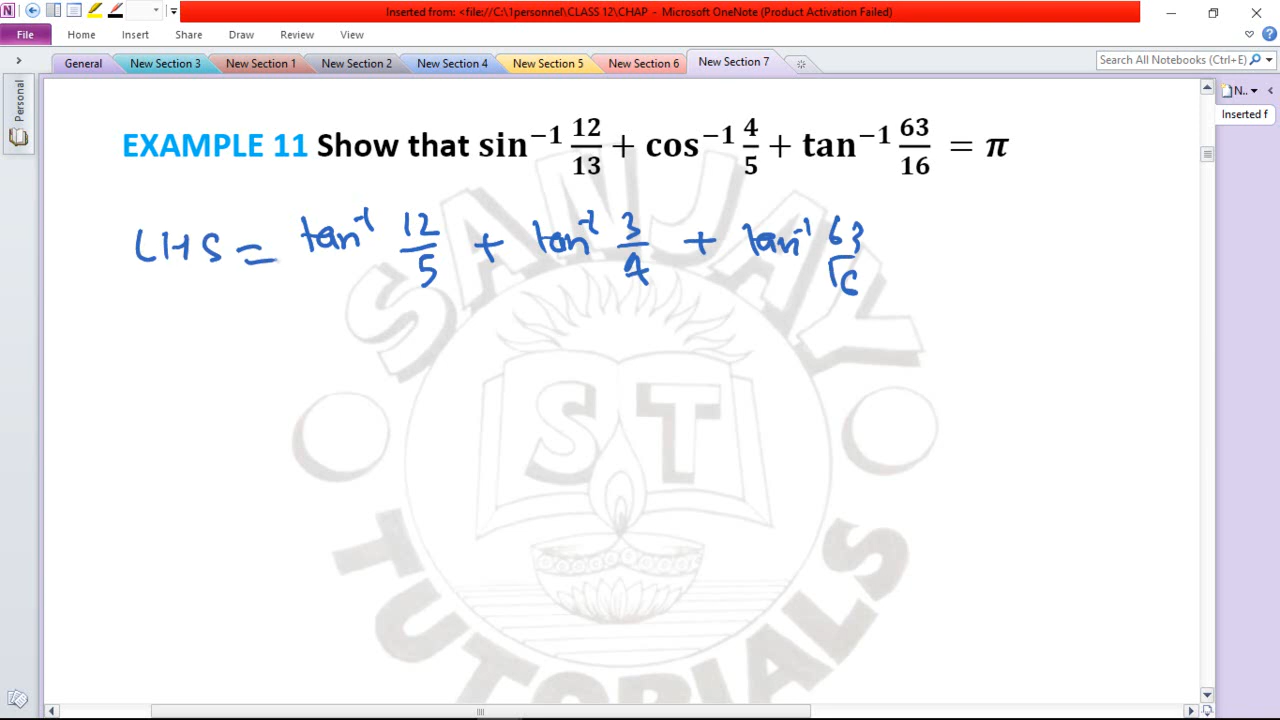 Inserted from: <file://C:\1personnel\CLASS 12\CHAP - Microsoft OneNote (Product Activation Failed)
File Home Insert Share Draw Review View
General New Section 3 New Section 1 New Section 2 New Section 4 New Section 5 New Section 6 New Section 7 Search All Notebooks (Ctrl+E)
Personal
N..
Inserted f
EXAMPLE 11 Show that sin⁻¹ 12/13 + cos⁻¹ 4/5 + tan⁻¹ 63/16 = π
LHS = tan⁻¹ 12/5 + tan⁻¹ 3/4 + tan⁻¹ 63/16
SANJAY
ST
TUTORIALS